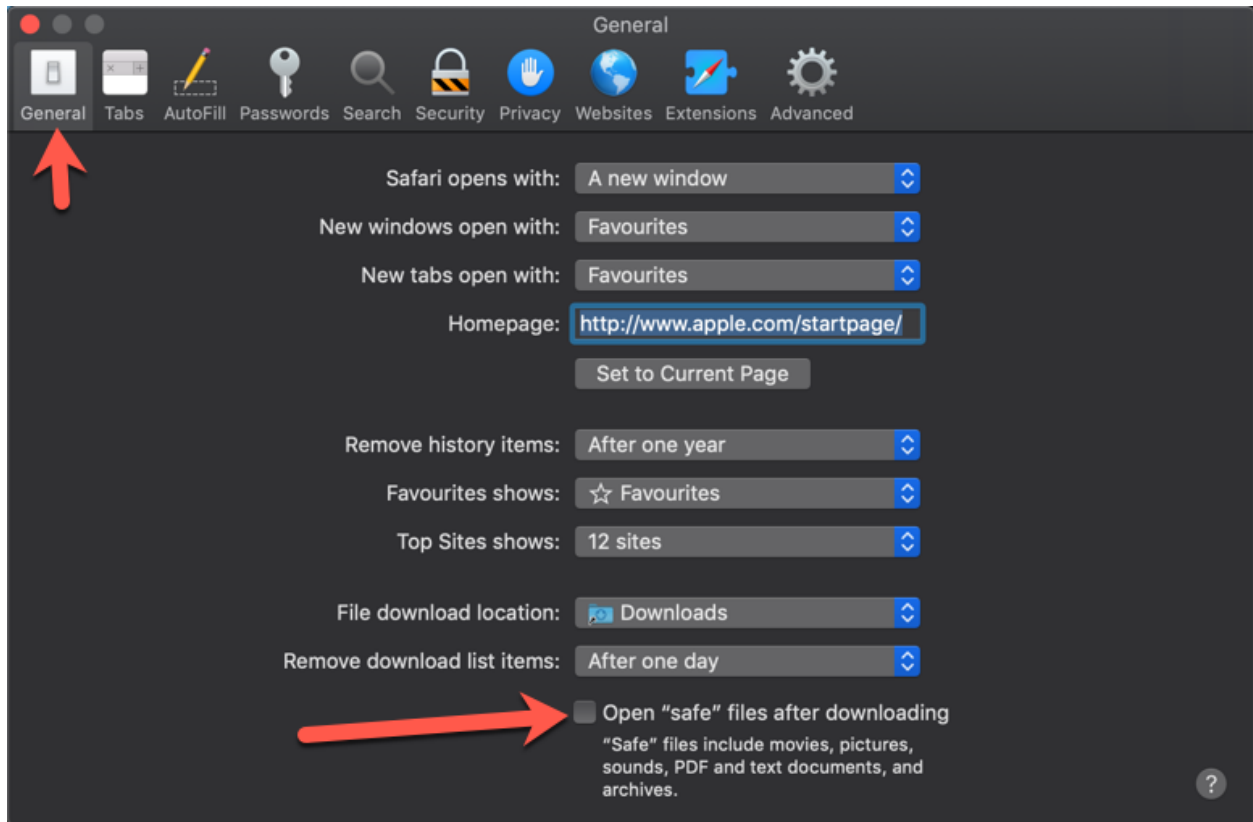 General
General Tabs AutoFill Passwords Search Security Privacy Websites Extensions Advanced
Safari opens with: A new window
New windows open with: Favourites
New tabs open with: Favourites
Homepage: http://www.apple.com/startpage/
Set to Current Page
Remove history items: After one year
Favourites shows: ☆ Favourites
Top Sites shows: 12 sites
File download location: Downloads
Remove download list items: After one day
Open “safe” files after downloading
“Safe” files include movies, pictures,
sounds, PDF and text documents, and
archives.
?